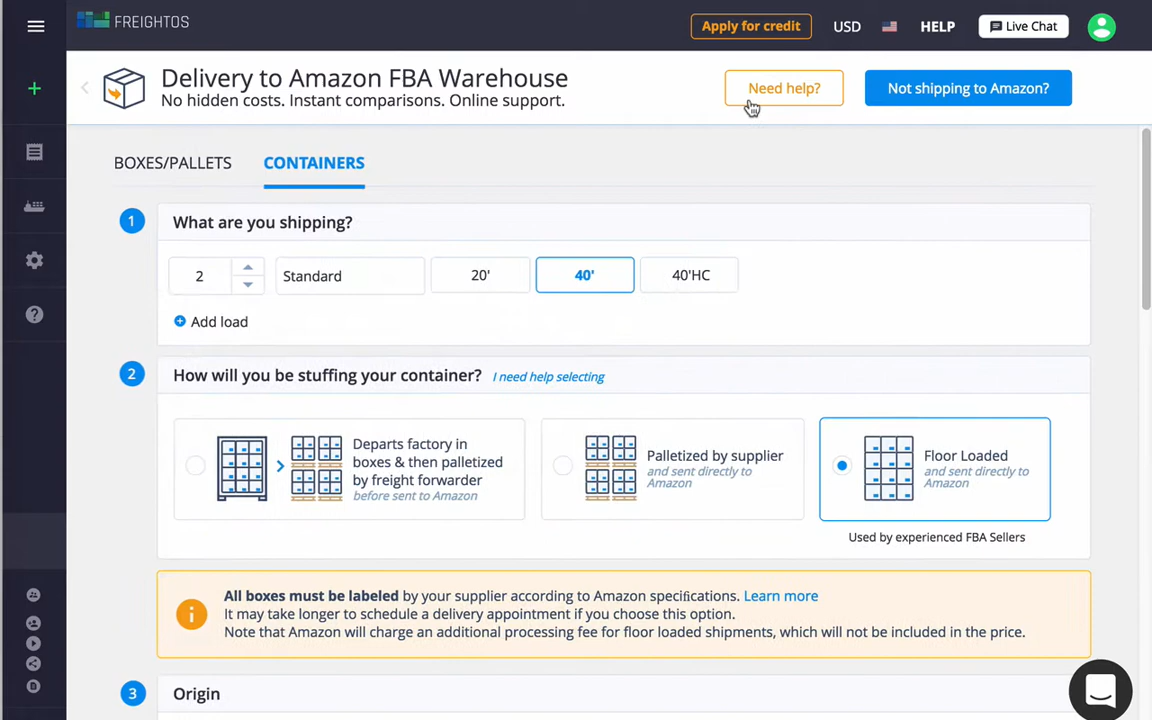 FREIGHTOS
Apply for credit
USD
HELP
Live Chat
Delivery to Amazon FBA Warehouse
No hidden costs. Instant comparisons. Online support.
Need help?
Not shipping to Amazon?
BOXES/PALLETS
CONTAINERS
1
What are you shipping?
2
Standard
20'
40'
40'HC
Add load
2
How will you be stuffing your container?
I need help selecting
Departs factory in
boxes & then palletized
by freight forwarder
before sent to Amazon
Palletized by supplier
and sent directly to
Amazon
Floor Loaded
and sent directly to
Amazon
Used by experienced FBA Sellers
All boxes must be labeled by your supplier according to Amazon specifications. Learn more
It may take longer to schedule a delivery appointment if you choose this option.
Note that Amazon will charge an additional processing fee for floor loaded shipments, which will not be included in the price.
3
Origin